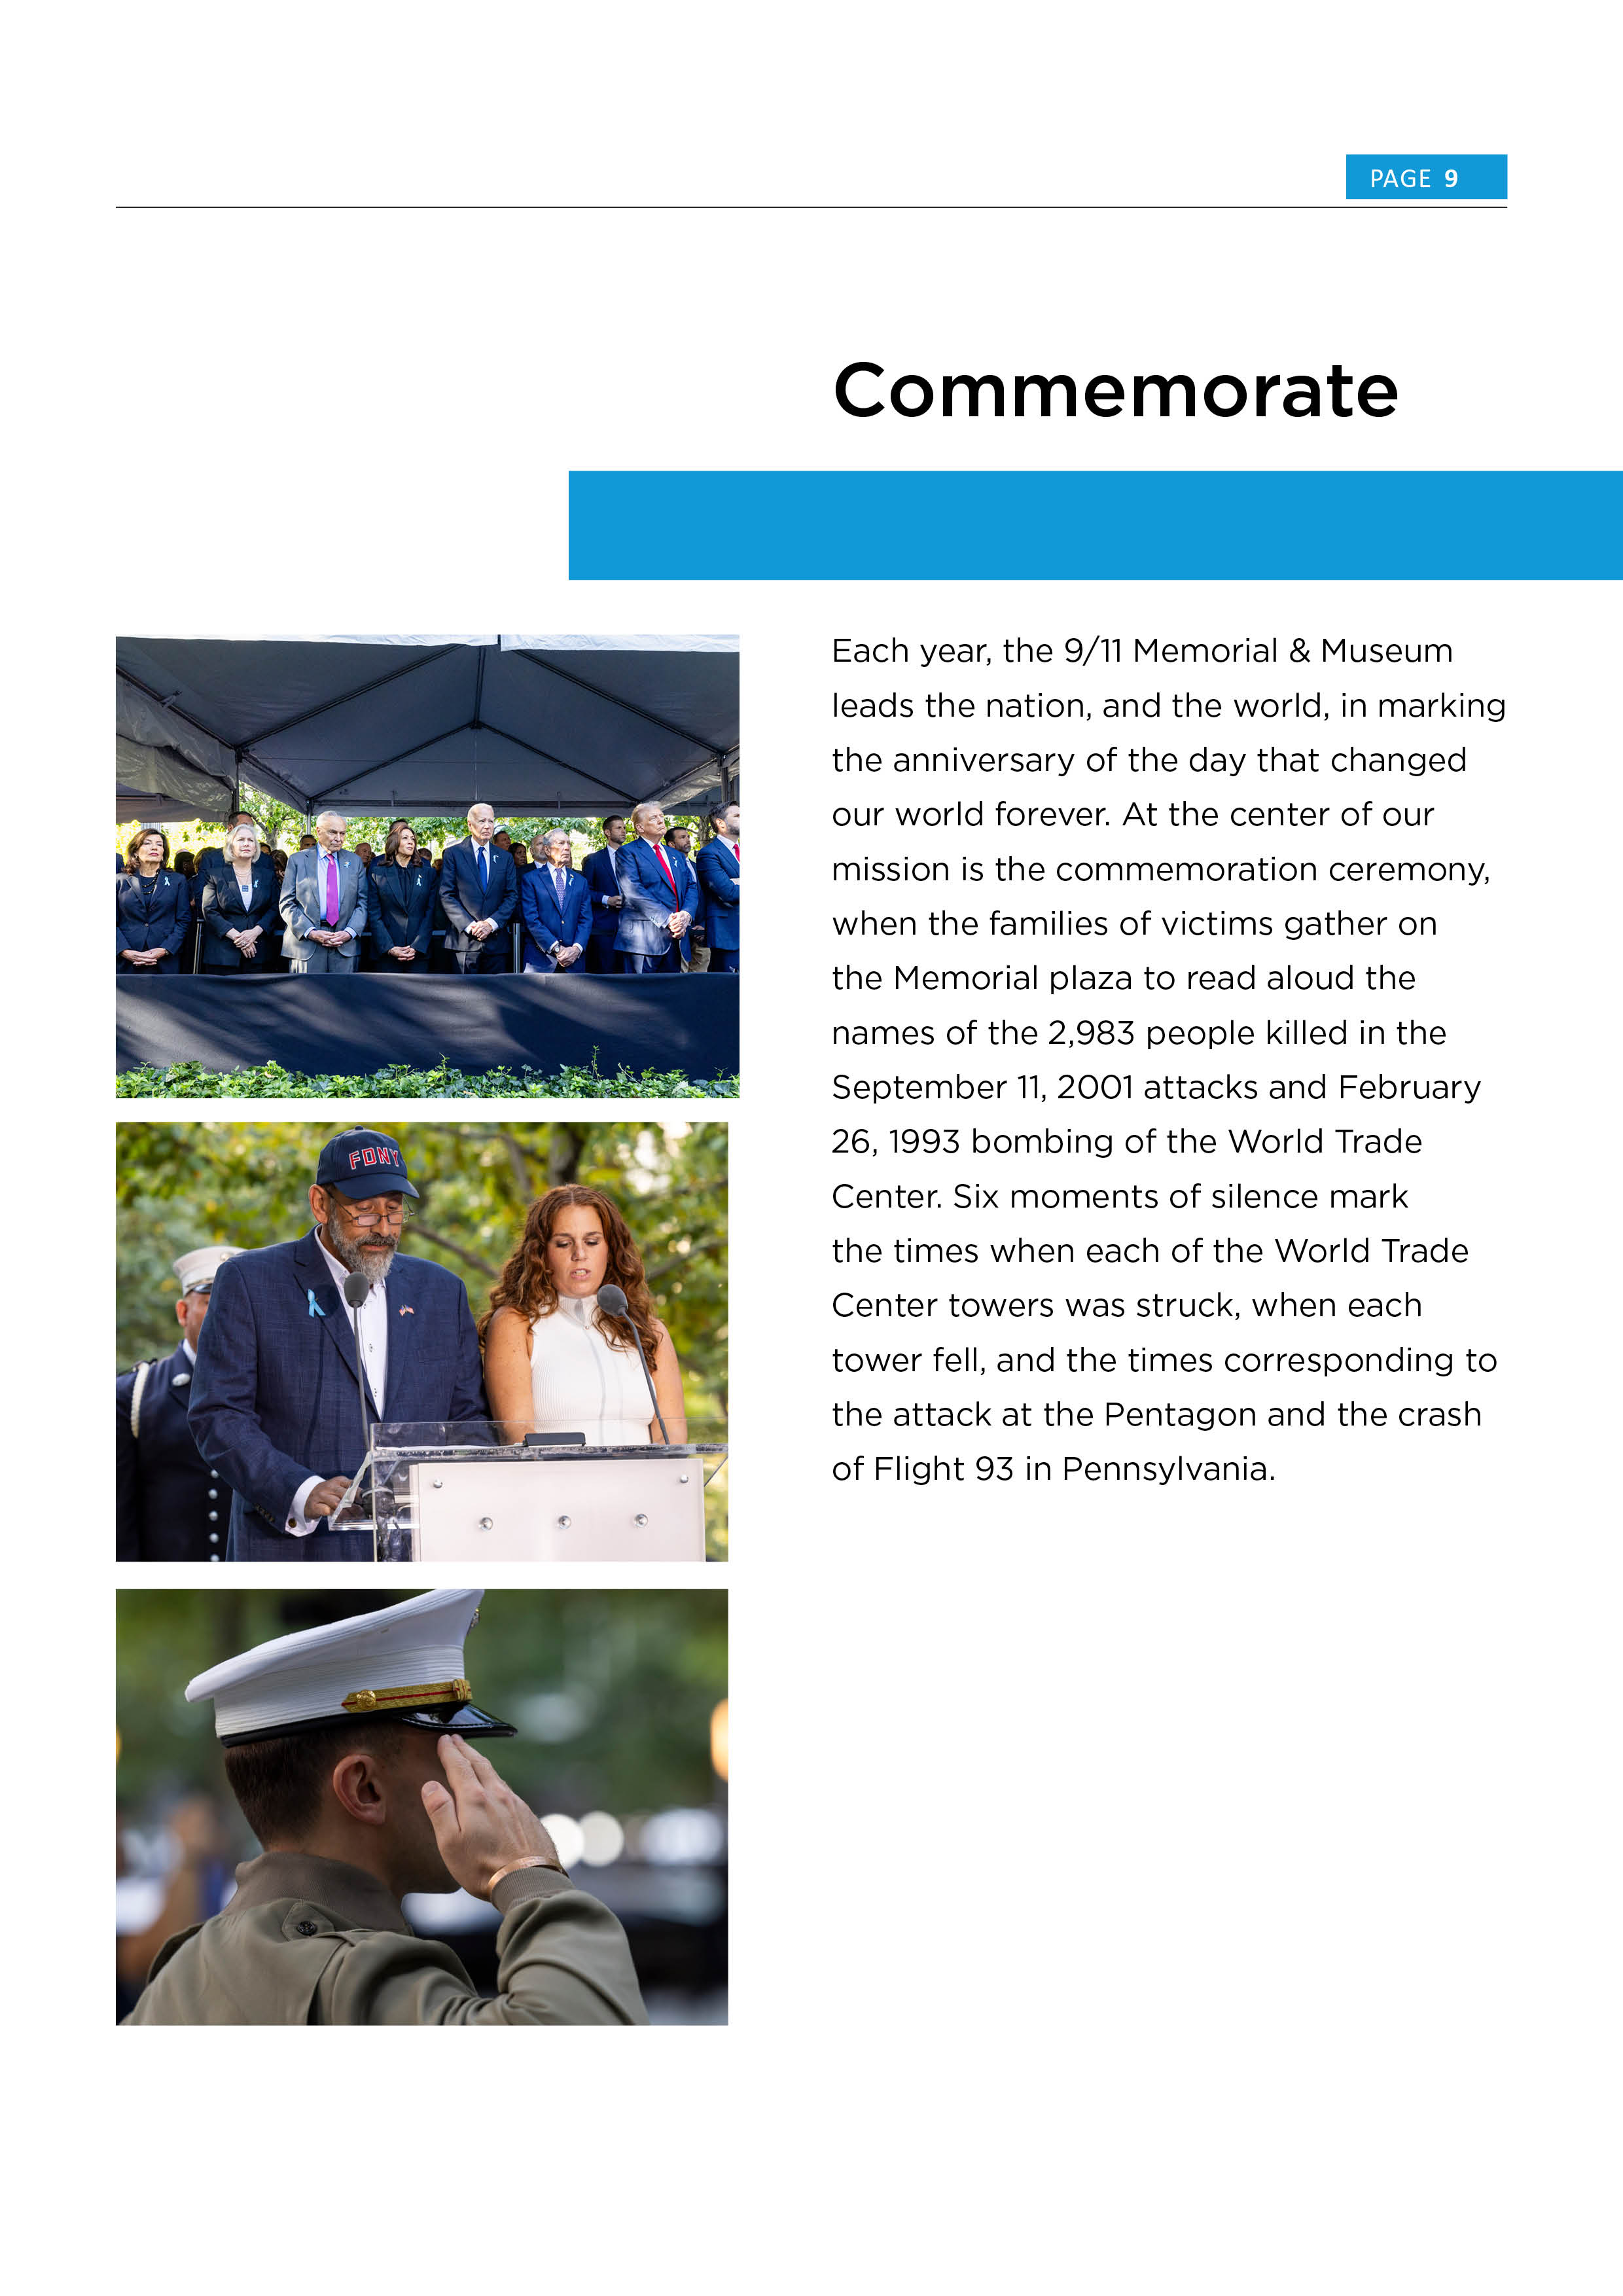 PAGE 9
Commemorate
Each year, the 9/11 Memorial & Museum
leads the nation, and the world, in marking
the anniversary of the day that changed
our world forever. At the center of our
mission is the commemoration ceremony,
when the families of victims gather on
the Memorial plaza to read aloud the
names of the 2,983 people killed in the
September 11, 2001 attacks and February
26, 1993 bombing of the World Trade
Center. Six moments of silence mark
the times when each of the World Trade
Center towers was struck, when each
tower fell, and the times corresponding to
the attack at the Pentagon and the crash
of Flight 93 in Pennsylvania.
FDNY